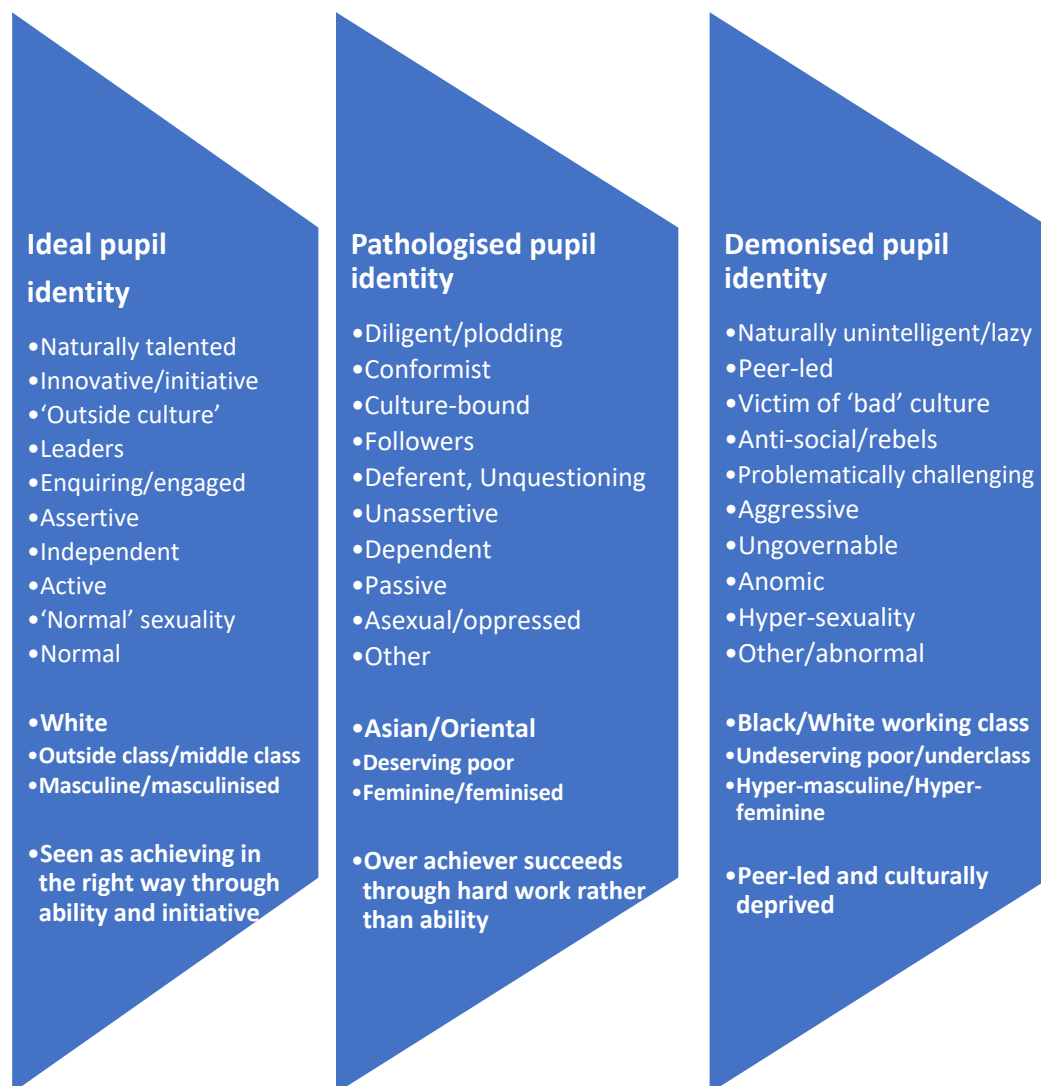 Ideal pupil
identity
•Naturally talented
•Innovative/initiative
•‘Outside culture’
•Leaders
•Enquiring/engaged
•Assertive
•Independent
•Active
•‘Normal’ sexuality
•Normal
•White
•Outside class/middle class
•Masculine/masculinised
•Seen as achieving in
the right way through
ability and initiative
Pathologised pupil
identity
•Diligent/plodding
•Conformist
•Culture-bound
•Followers
•Deferent, Unquestioning
•Unassertive
•Dependent
•Passive
•Asexual/oppressed
•Other
•Asian/Oriental
•Deserving poor
•Feminine/feminised
•Over achiever succeeds
through hard work rather
than ability
Demonised pupil
identity
•Naturally unintelligent/lazy
•Peer-led
•Victim of ‘bad’ culture
•Anti-social/rebels
•Problematically challenging
•Aggressive
•Ungovernable
•Anomic
•Hyper-sexuality
•Other/abnormal
•Black/White working class
•Undeserving poor/underclass
•Hyper-masculine/Hyper-
feminine
•Peer-led and culturally
deprived